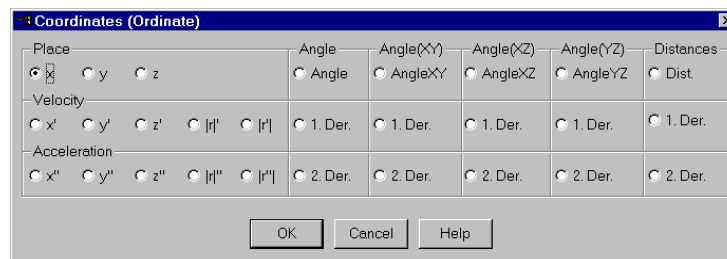 Coordinates (Ordinate)
Place Angle Angle(XY) Angle(XZ) Angle(YZ) Distances
x y z Angle AngleXY AngleXZ AngleYZ Dist.
Velocity
x' y' z' |r|' |r'| 1. Der. 1. Der. 1. Der. 1. Der. 1. Der.
Acceleration
x'' y'' z'' |r|'' |r''| 2. Der. 2. Der. 2. Der. 2. Der. 2. Der.
OK Cancel Help